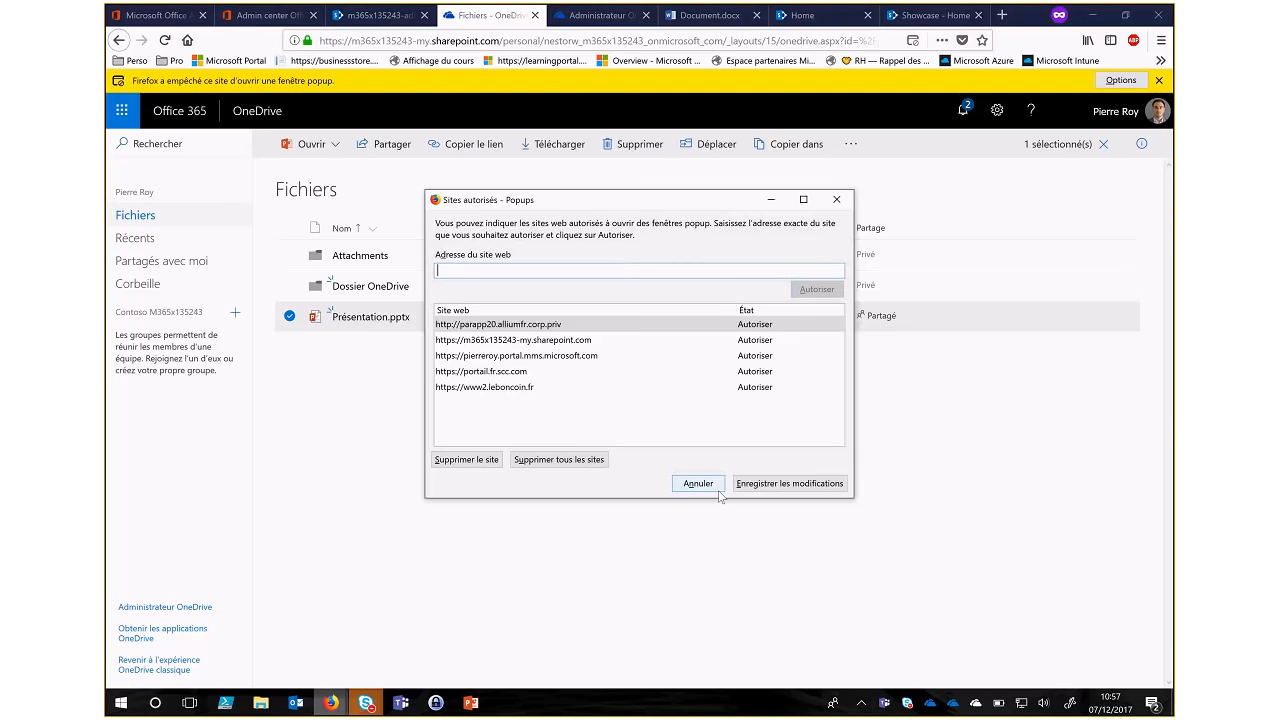 Microsoft Office
Admin center O
m365x135243-ad
Fichiers - OneDriv
Administrateur O
Document.docx
Home
Showcase - Home
https://m365x135243-my.sharepoint.com/personal/nestorw_m365x135243_onmicrosoft_com/_layouts/15/onedrive.aspx?id=%2f
Perso
Pro
Microsoft Portal
https://businessstore....
Affichage du cours
https://learningportal....
Overview - Microsoft ...
Espace partenaires Mi...
RH — Rappel des ...
Microsoft Azure
Microsoft Intune
Firefox a empêché ce site d'ouvrir une fenêtre popup.
Options
Office 365
OneDrive
2
?
Pierre Roy
Rechercher
Ouvrir
Partager
Copier le lien
Télécharger
Supprimer
Déplacer
Copier dans
...
1 sélectionné(s)
Pierre Roy
Fichiers
Récents
Partagés avec moi
Corbeille
Contoso M365x135243
Les groupes permettent de
réunir les membres d'une
équipe. Rejoignez l'un d'eux ou
créez votre propre groupe.
Administrateur OneDrive
Obtenir les applications
OneDrive
Revenir à l'expérience
OneDrive classique
Fichiers
Nom
Partage
Attachments
Privé
Dossier OneDrive
Privé
Présentation.pptx
Partagé
Sites autorisés - Popups
Vous pouvez indiquer les sites web autorisés à ouvrir des fenêtres popup. Saisissez l'adresse exacte du site
que vous souhaitez autoriser et cliquez sur Autoriser.
Adresse du site web
Autoriser
Site web État
http://parapp20.alliumfr.corp.priv Autoriser
https://m365x135243-my.sharepoint.com Autoriser
https://pierreroy.portal.mms.microsoft.com Autoriser
https://portail.fr.scc.com Autoriser
https://www2.leboncoin.fr Autoriser
Supprimer le site
Supprimer tous les sites
Annuler
Enregistrer les modifications
10:57
07/12/2017
2